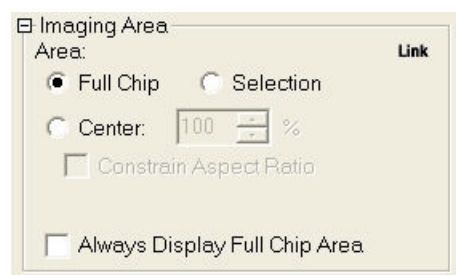 Imaging Area
Area: Link
Full Chip Selection
Center: 100 %
Constrain Aspect Ratio
Always Display Full Chip Area